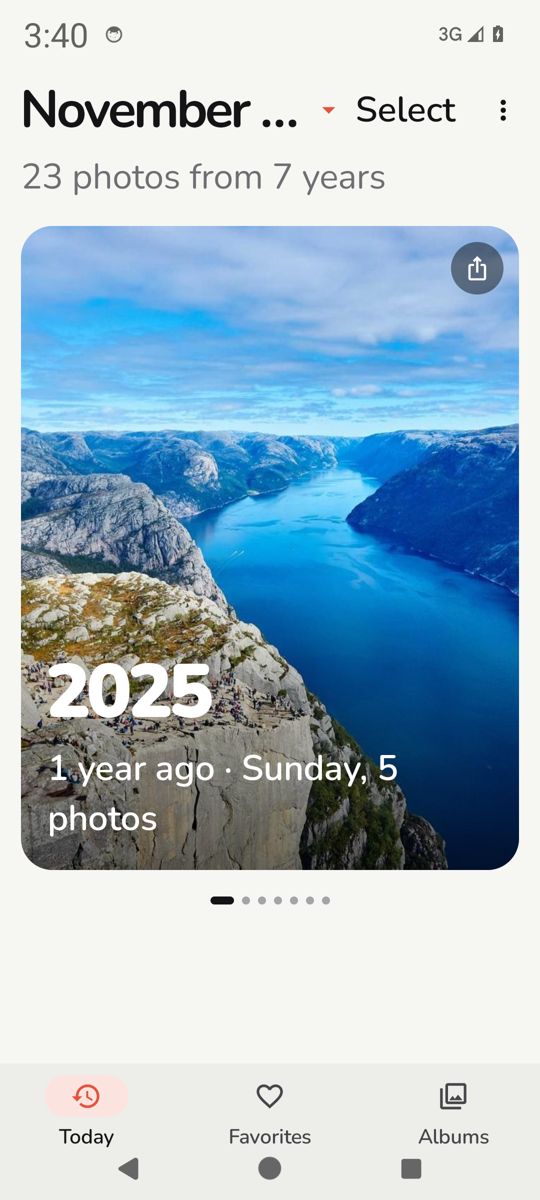 3:40
3G
November ...
Select
23 photos from 7 years
2025
1 year ago · Sunday, 5
photos
Today
Favorites
Albums